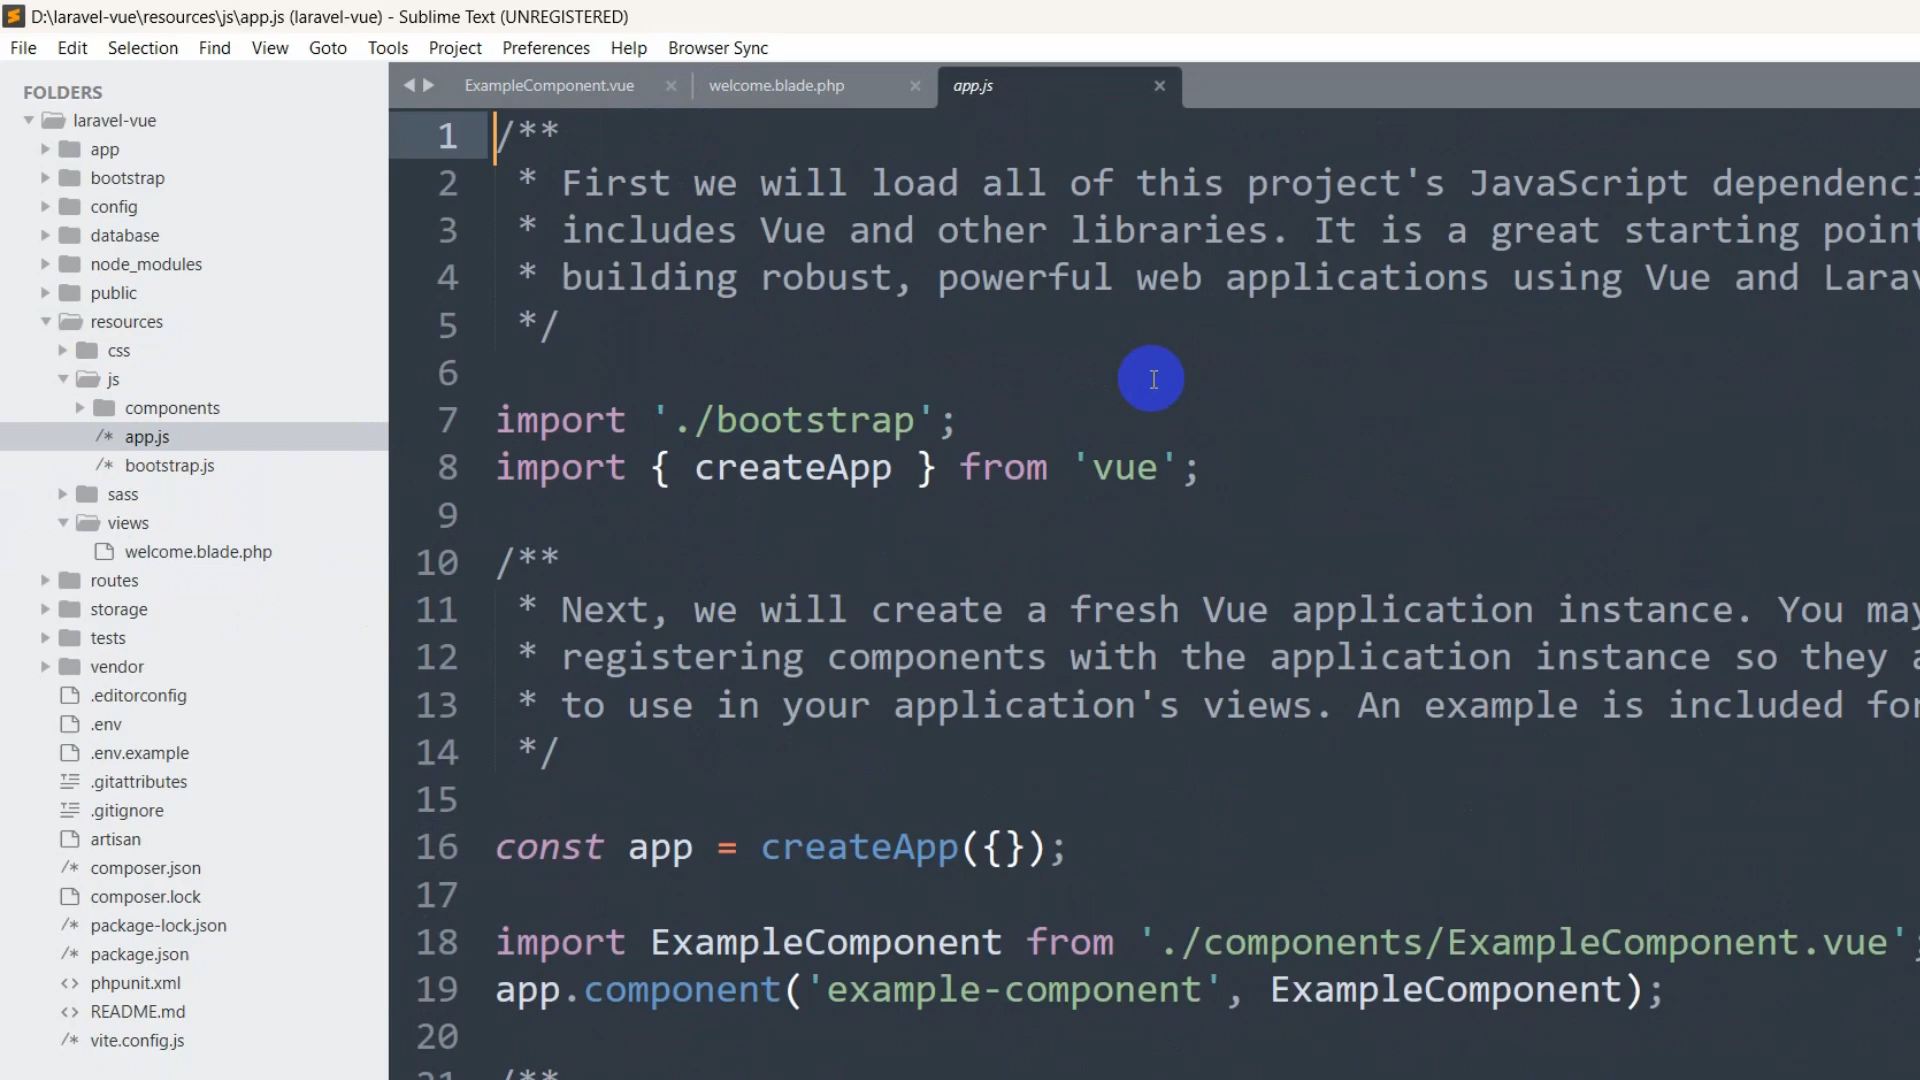 D:\laravel-vue\resources\js\app.js (laravel-vue) - Sublime Text (UNREGISTERED)
File Edit Selection Find View Goto Tools Project Preferences Help Browser Sync
FOLDERS
laravel-vue
app
bootstrap
config
database
node_modules
public
resources
css
js
components
/* app.js
/* bootstrap.js
sass
views
welcome.blade.php
routes
storage
tests
vendor
.editorconfig
.env
.env.example
.gitattributes
.gitignore
artisan
/* composer.json
composer.lock
/* package-lock.json
/* package.json
<> phpunit.xml
<> README.md
/* vite.config.js
ExampleComponent.vue × welcome.blade.php × app.js ×
1 /**
2 * First we will load all of this project's JavaScript dependenci
3 * includes Vue and other libraries. It is a great starting point
4 * building robust, powerful web applications using Vue and Larav
5 */
6
7 import './bootstrap';
8 import { createApp } from 'vue';
9
10 /**
11 * Next, we will create a fresh Vue application instance. You may
12 * registering components with the application instance so they a
13 * to use in your application's views. An example is included for
14 */
15
16 const app = createApp({});
17
18 import ExampleComponent from './components/ExampleComponent.vue';
19 app.component('example-component', ExampleComponent);
20
21 /**